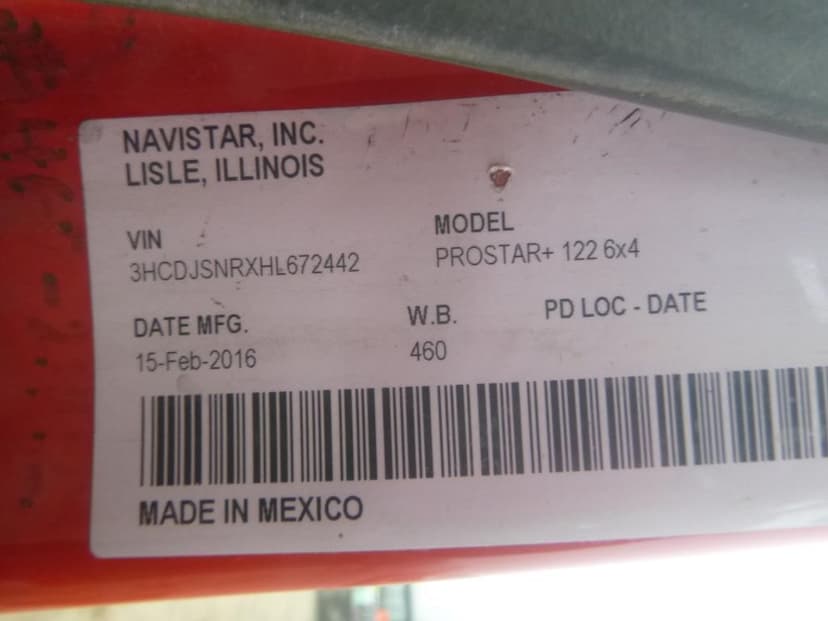 NAVISTAR, INC.
LISLE, ILLINOIS
VIN
3HCDJSNRXHL672442
MODEL
PROSTAR+ 122 6x4
DATE MFG.
15-Feb-2016
W.B.
460
PD LOC - DATE
MADE IN MEXICO